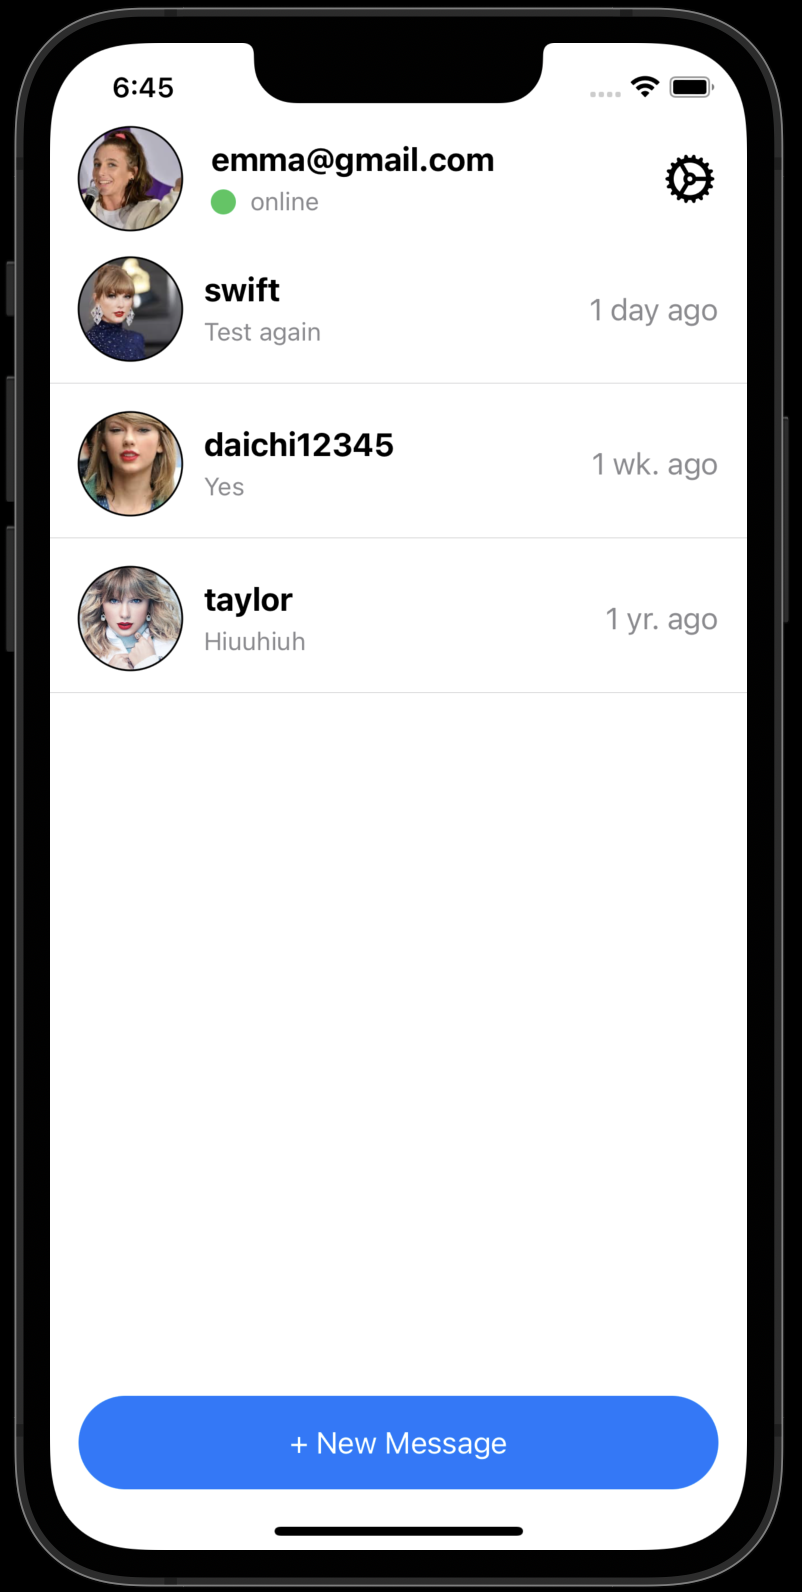 6:45
emma@gmail.com
online
swift
Test again
1 day ago
daichi12345
Yes
1 wk. ago
taylor
Hiuuhiuh
1 yr. ago
+ New Message